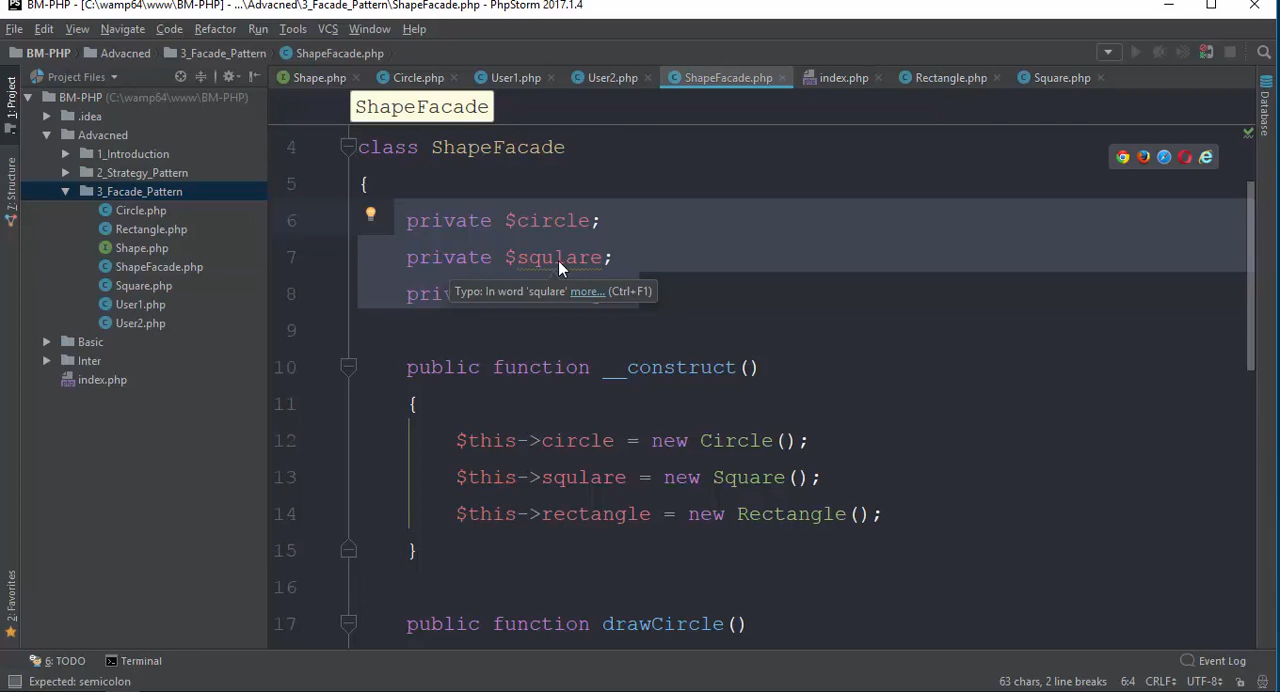 BM-PHP - [C:\wamp64\www\BM-PHP] - ...\Advacned\3_Facade_Pattern\ShapeFacade.php - PhpStorm 2017.1.4
File Edit View Navigate Code Refactor Run Tools VCS Window Help
BM-PHP Advacned 3_Facade_Pattern ShapeFacade.php
Project Files Shape.php Circle.php User1.php User2.php ShapeFacade.php index.php Rectangle.php Square.php
1: Project
7: Structure
2: Favorites
Database
BM-PHP (C:\wamp64\www\BM-PHP)
.idea
Advacned
1_Introduction
2_Strategy_Pattern
3_Facade_Pattern
Circle.php
Rectangle.php
Shape.php
ShapeFacade.php
Square.php
User1.php
User2.php
Basic
Inter
index.php
ShapeFacade
4 class ShapeFacade
5 {
6 private $circle;
7 private $squlare;
Typo: In word 'squlare' more... (Ctrl+F1)
8
9
10 public function __construct()
11 {
12 $this->circle = new Circle();
13 $this->squlare = new Square();
14 $this->rectangle = new Rectangle();
15 }
16
17 public function drawCircle()
6: TODO Terminal Event Log
Expected: semicolon 63 chars, 2 line breaks 6:4 CRLF÷ UTF-8÷